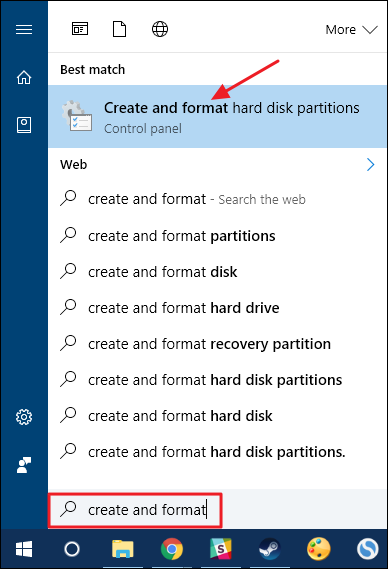 More
Best match
Create and format hard disk partitions
Control panel
Web
create and format - Search the web
create and format partitions
create and format disk
create and format hard drive
create and format recovery partition
create and format hard disk partitions
create and format hard disk
create and format hard disk partitions.
create and format